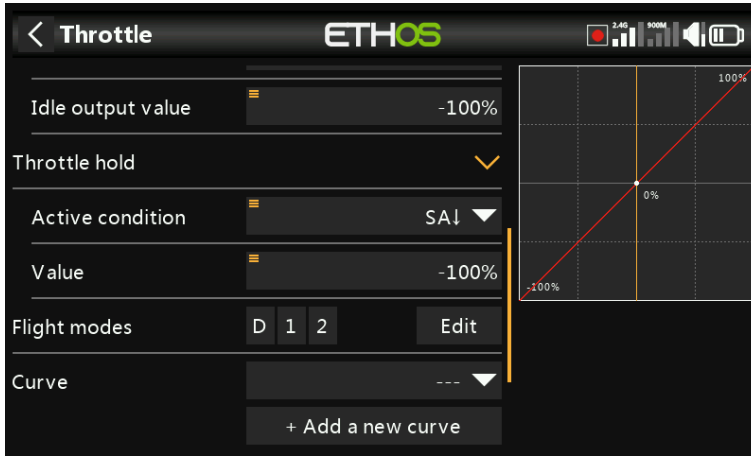 Throttle
ETHOS
2.4G
900M
Idle output value
-100%
Throttle hold
Active condition
SA↓
Value
-100%
Flight modes
D 1 2
Edit
Curve
---
+ Add a new curve
100%
0%
-100%